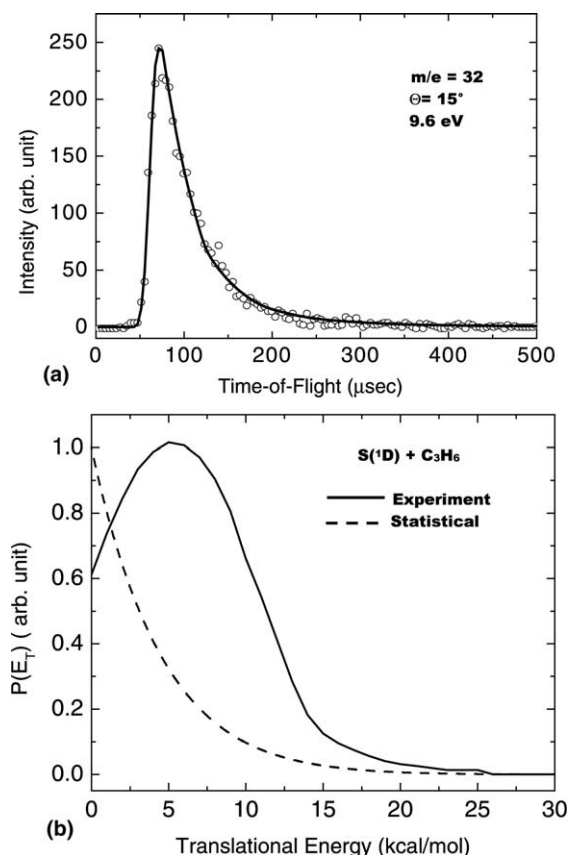 250
200
150
100
50
0
Intensity (arb. unit)
m/e = 32
Θ= 15°
9.6 eV
0 100 200 300 400 500
Time-of-Flight (μsec)
(a)
1.0
0.8
0.6
0.4
0.2
0.0
P(E_T) ( arb. unit)
S(¹D) + C₃H₆
Experiment
Statistical
0 5 10 15 20 25 30
Translational Energy (kcal/mol)
(b)